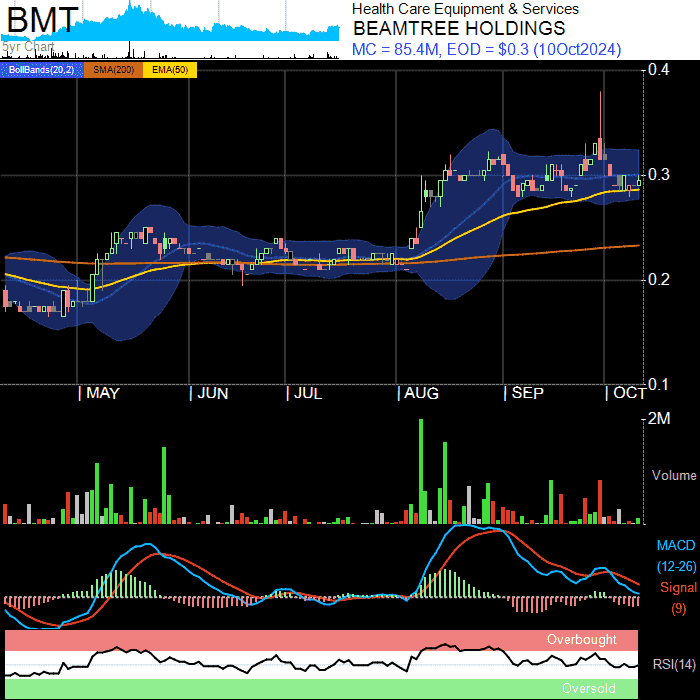 BMT
5yr Chart
Health Care Equipment & Services
BEAMTREE HOLDINGS
MC = 85.4M, EOD = $0.3 (10Oct2024)
BollBands(20,2) SMA(200) EMA(50)
0.4
0.3
0.2
0.1
| MAY | JUN | JUL | AUG | SEP | OCT
2M
Volume
MACD
(12-26)
Signal
(9)
Overbought
RSI(14)
Oversold